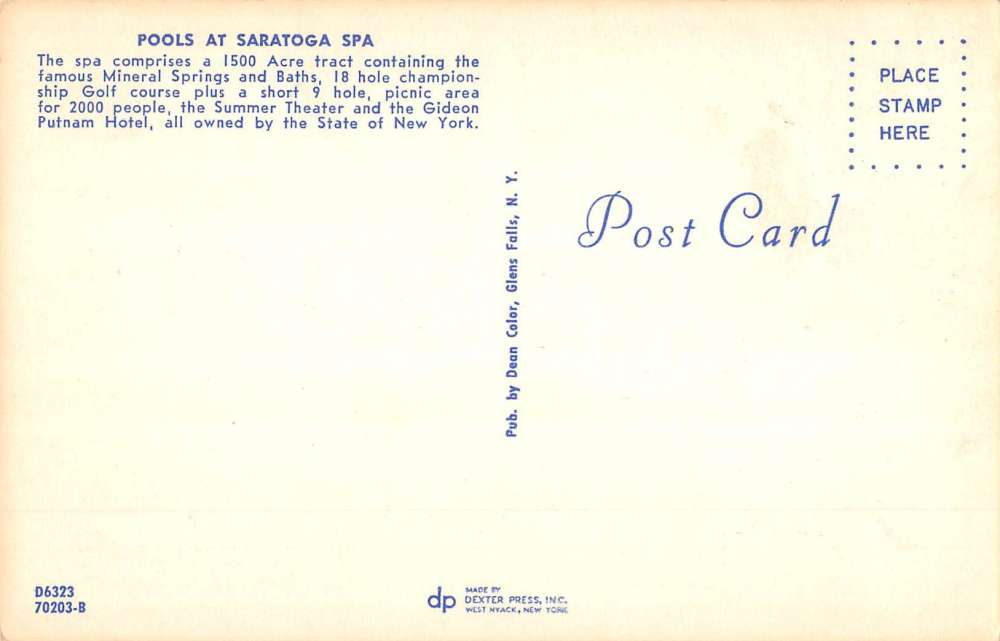 POOLS AT SARATOGA SPA
The spa comprises a 1500 Acre tract containing the
famous Mineral Springs and Baths, 18 hole champion-
ship Golf course plus a short 9 hole, picnic area
for 2000 people, the Summer Theater and the Gideon
Putnam Hotel, all owned by the State of New York.
PLACE
STAMP
HERE
Post Card
Pub. by Dean Color, Glens Falls, N. Y.
D6323
70203-B
dp
MADE BY
DEXTER PRESS, INC.
WEST NYACK, NEW YORK